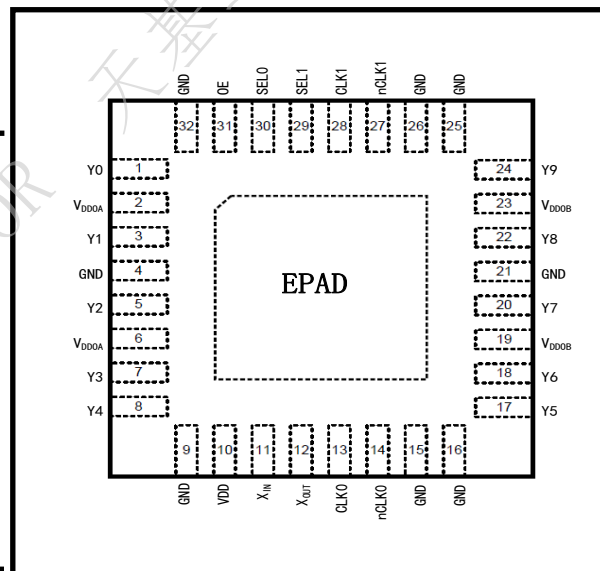 天基
OR
GND OE SEL0 SEL1 CLK1 nCLK1 GND GND
32 31 30 29 28 27 26 25
Y0 1 24 Y9
VDDOA 2 23 VDDOB
Y1 3 22 Y8
GND 4 21 GND
EPAD
Y2 5 20 Y7
VDDOA 6 19 VDDOB
Y3 7 18 Y6
Y4 8 17 Y5
9 10 11 12 13 14 15 16
GND VDD XIN XOUT CLK0 nCLK0 GND GND